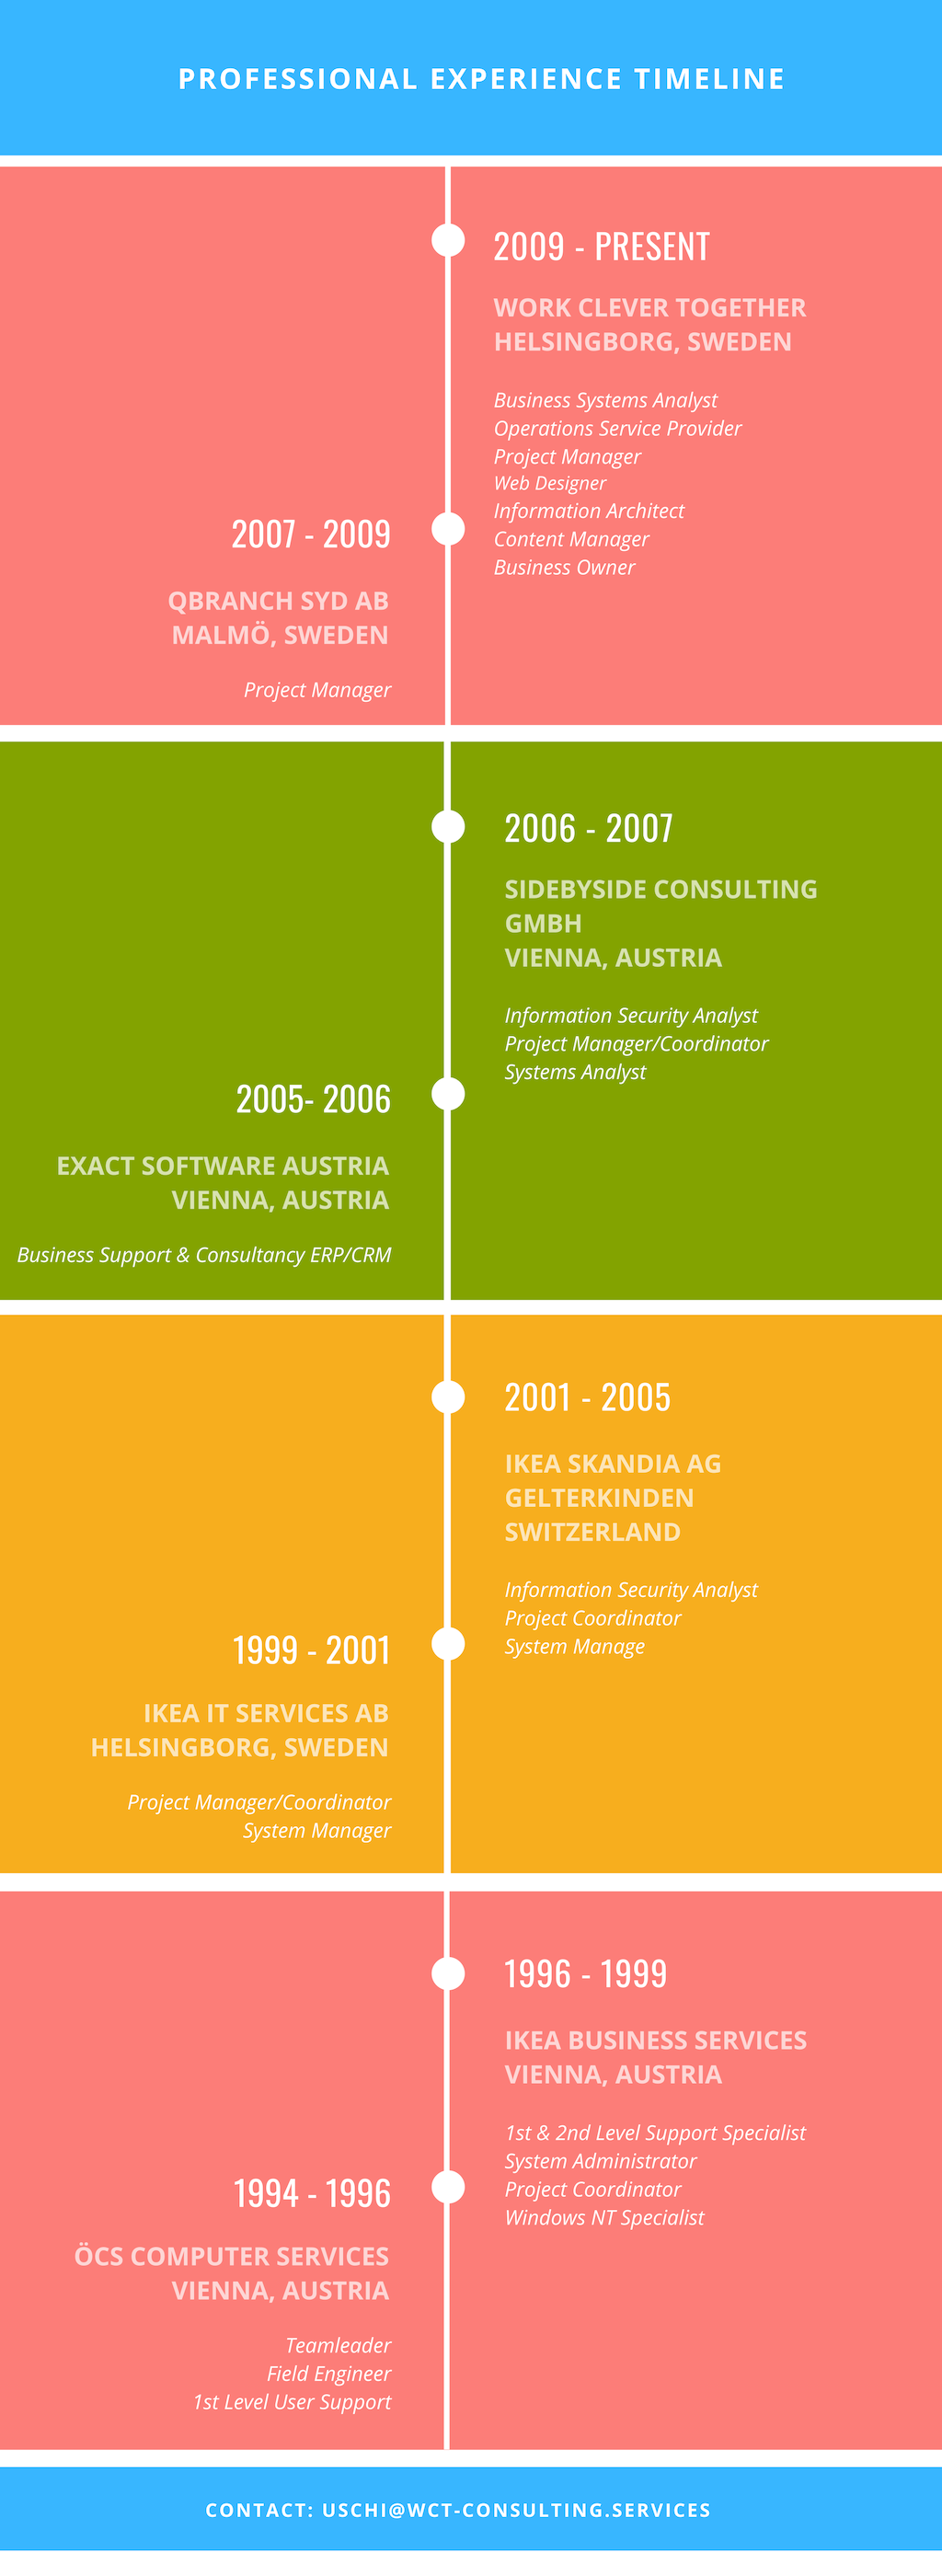 PROFESSIONAL EXPERIENCE TIMELINE
2009 - PRESENT
WORK CLEVER TOGETHER
HELSINGBORG, SWEDEN
Business Systems Analyst
Operations Service Provider
Project Manager
Web Designer
Information Architect
Content Manager
Business Owner
2007 - 2009
QBRANCH SYD AB
MALMÖ, SWEDEN
Project Manager
2006 - 2007
SIDEBYSIDE CONSULTING
GMBH
VIENNA, AUSTRIA
Information Security Analyst
Project Manager/Coordinator
Systems Analyst
2005- 2006
EXACT SOFTWARE AUSTRIA
VIENNA, AUSTRIA
Business Support & Consultancy ERP/CRM
2001 - 2005
IKEA SKANDIA AG
GELTERKINDEN
SWITZERLAND
Information Security Analyst
Project Coordinator
System Manage
1999 - 2001
IKEA IT SERVICES AB
HELSINGBORG, SWEDEN
Project Manager/Coordinator
System Manager
1996 - 1999
IKEA BUSINESS SERVICES
VIENNA, AUSTRIA
1st & 2nd Level Support Specialist
System Administrator
Project Coordinator
Windows NT Specialist
1994 - 1996
ÖCS COMPUTER SERVICES
VIENNA, AUSTRIA
Teamleader
Field Engineer
1st Level User Support
CONTACT: USCHI@WCT-CONSULTING.SERVICES